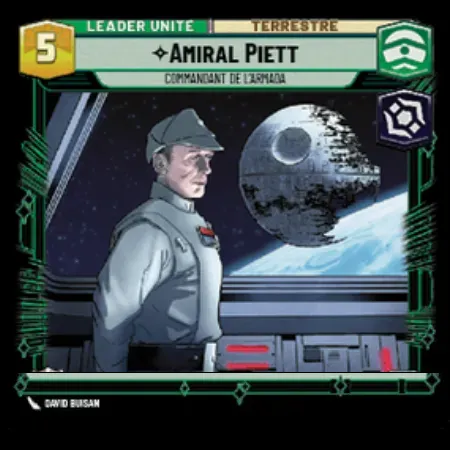 5
LEADER UNITÉ
TERRESTRE
AMIRAL PIETT
COMMANDANT DE L'ARMADA
DAVID BUISAN